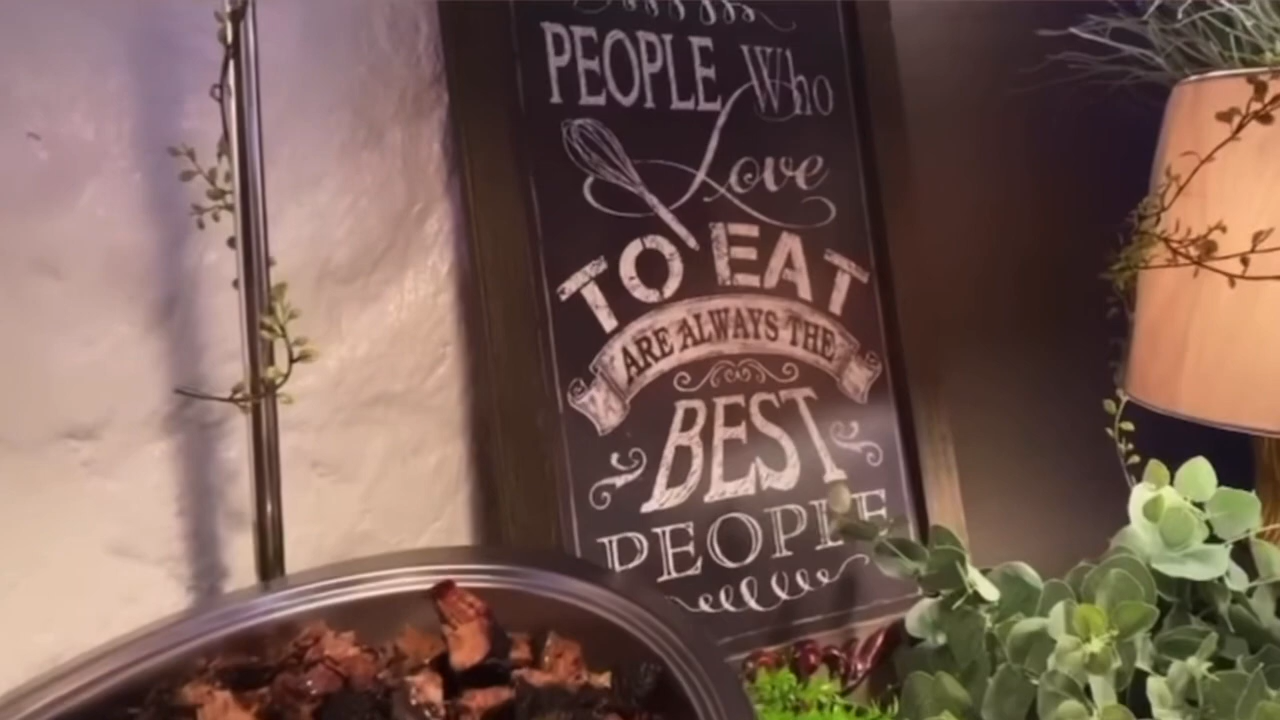 PEOPLE Who
Love
TO EAT
ARE ALWAYS THE
BEST
PEOPLE